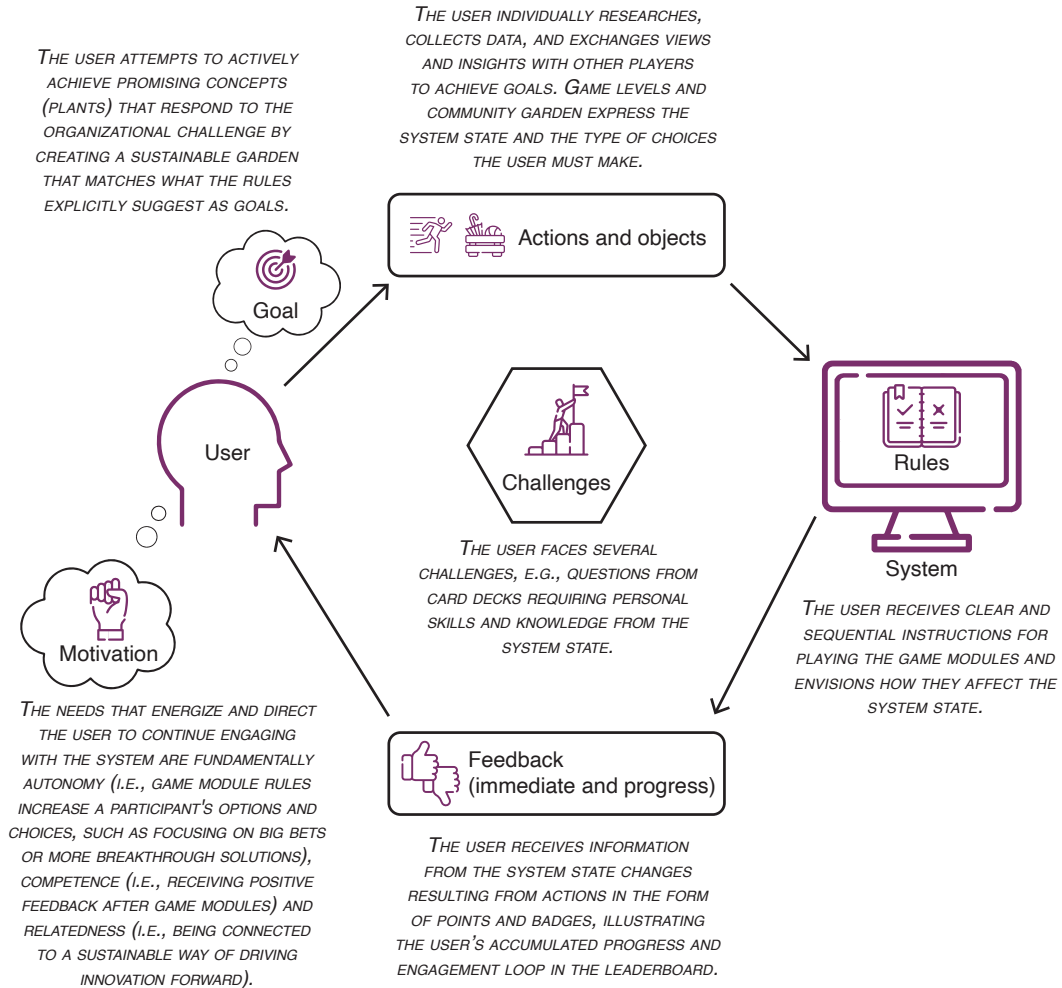 The user individually researches,
collects data, and exchanges views
and insights with other players
to achieve goals. Game levels and
community garden express the
system state and the type of choices
the user must make.
The user attempts to actively
achieve promising concepts
(plants) that respond to the
organizational challenge by
creating a sustainable garden
that matches what the rules
explicitly suggest as goals.
Actions and objects
Goal
User
Challenges
Rules
System
The user faces several
challenges, e.g., questions from
card decks requiring personal
skills and knowledge from the
system state.
The user receives clear and
sequential instructions for
playing the game modules and
envisions how they affect the
system state.
Motivation
The needs that energize and direct
the user to continue engaging
with the system are fundamentally
autonomy (i.e., game module rules
increase a participant's options and
choices, such as focusing on big bets
or more breakthrough solutions),
competence (i.e., receiving positive
feedback after game modules) and
relatedness (i.e., being connected
to a sustainable way of driving
innovation forward).
Feedback
(immediate and progress)
The user receives information
from the system state changes
resulting from actions in the form
of points and badges, illustrating
the user's accumulated progress and
engagement loop in the leaderboard.